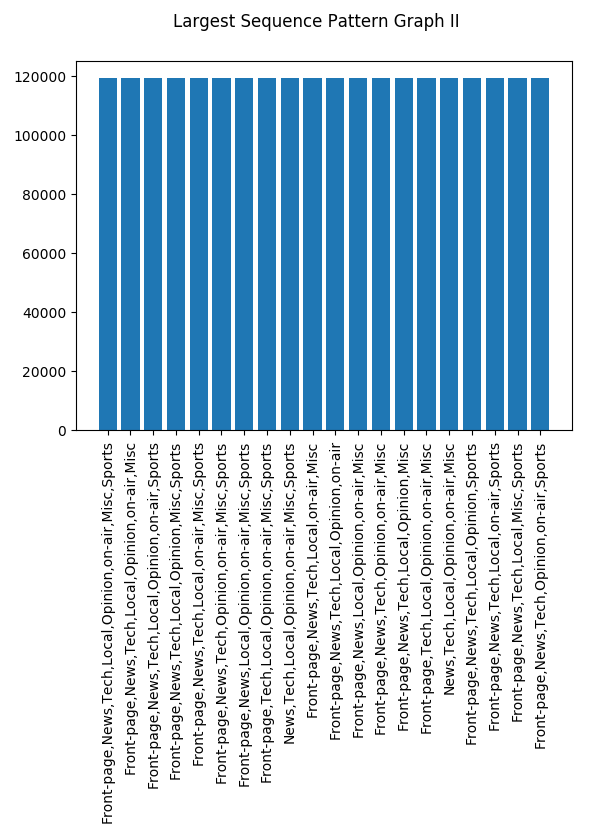 Largest Sequence Pattern Graph II
120000
100000
80000
60000
40000
20000
0
Front-page,News,Tech,Local,Opinion,on-air,Misc,Sports
Front-page,News,Tech,Local,Opinion,on-air,Misc
Front-page,News,Tech,Local,Opinion,on-air,Sports
Front-page,News,Tech,Local,Opinion,Misc,Sports
Front-page,News,Tech,Local,on-air,Misc,Sports
Front-page,News,Tech,Opinion,on-air,Misc,Sports
Front-page,News,Local,Opinion,on-air,Misc,Sports
Front-page,Tech,Local,Opinion,on-air,Misc,Sports
News,Tech,Local,Opinion,on-air,Misc,Sports
Front-page,News,Tech,Local,on-air,Misc
Front-page,News,Tech,Local,Opinion,on-air
Front-page,News,Local,Opinion,on-air,Misc
Front-page,News,Tech,Opinion,on-air,Misc
Front-page,News,Tech,Local,Opinion,Misc
Front-page,Tech,Local,Opinion,on-air,Misc
News,Tech,Local,Opinion,on-air,Misc
Front-page,News,Tech,Local,Opinion,Sports
Front-page,News,Tech,Local,on-air,Sports
Front-page,News,Tech,Local,Misc,Sports
Front-page,News,Tech,Opinion,on-air,Sports